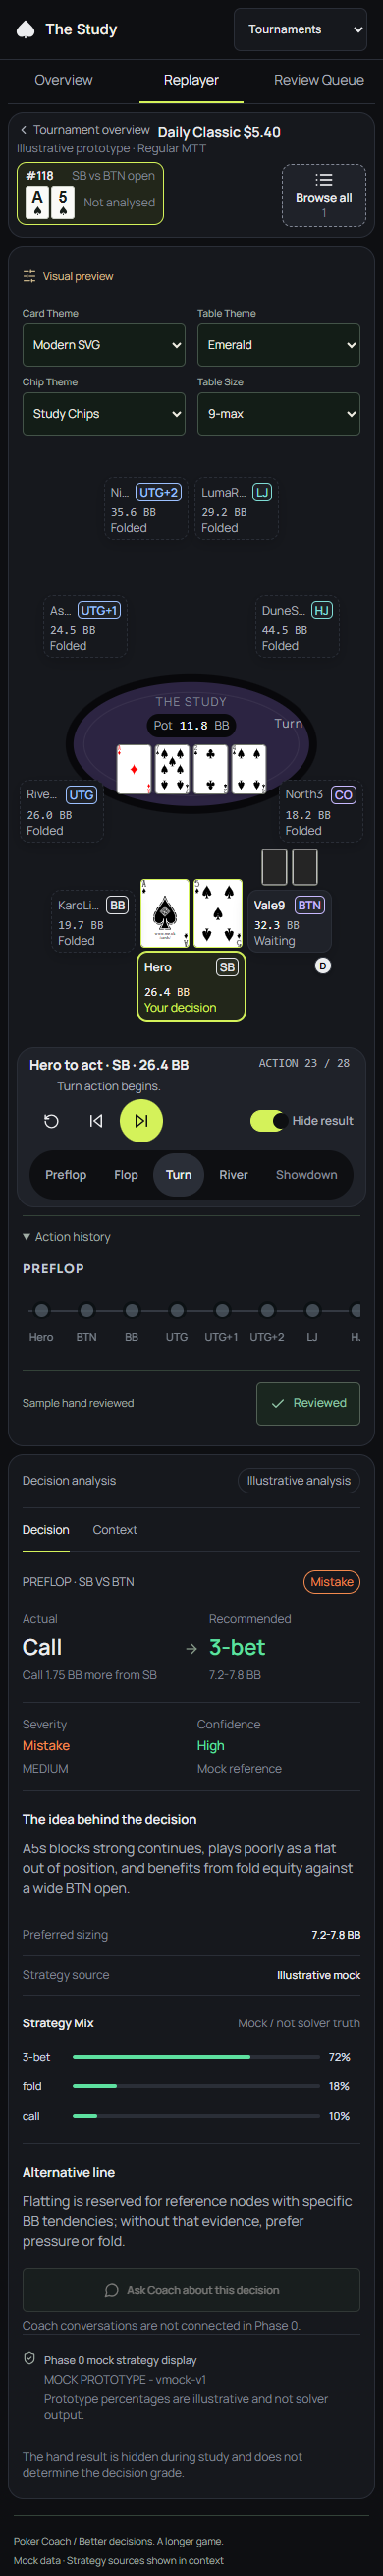 The Study
Tournaments
Overview
Replayer
Review Queue
Tournament overview
Daily Classic $5.40
Illustrative prototype · Regular MTT
#118
SB vs BTN open
A
5
Not analysed
Browse all
1
Visual preview
Card Theme
Table Theme
Modern SVG
Emerald
Chip Theme
Table Size
Study Chips
9-max
Ni... UTG+2
35.6 BB
Folded
LumaR... LJ
29.2 BB
Folded
As... UTG+1
24.5 BB
Folded
DuneS... HJ
44.5 BB
Folded
THE STUDY
Pot 11.8 BB
Turn
Rive... UTG
26.0 BB
Folded
North3 CO
18.2 BB
Folded
KaroLi... BB
19.7 BB
Folded
Vale9 BTN
32.3 BB
Waiting
D
Hero SB
26.4 BB
Your decision
Hero to act · SB · 26.4 BB
ACTION 23 / 28
Turn action begins.
Hide result
Preflop
Flop
Turn
River
Showdown
Action history
PREFLOP
Hero
BTN
BB
UTG
UTG+1
UTG+2
LJ
Sample hand reviewed
Reviewed
Decision analysis
Illustrative analysis
Decision
Context
PREFLOP · SB VS BTN
Mistake
Actual
Recommended
Call
3-bet
Call 1.75 BB more from SB
7.2-7.8 BB
Severity
Confidence
Mistake
High
MEDIUM
Mock reference
The idea behind the decision
A5s blocks strong continues, plays poorly as a flat
out of position, and benefits from fold equity against
a wide BTN open.
Preferred sizing
7.2-7.8 BB
Strategy source
Illustrative mock
Strategy Mix
Mock / not solver truth
3-bet
72%
fold
18%
call
10%
Alternative line
Flatting is reserved for reference nodes with specific
BB tendencies; without that evidence, prefer
pressure or fold.
Ask Coach about this decision
Coach conversations are not connected in Phase 0.
Phase 0 mock strategy display
MOCK PROTOTYPE - vmock-v1
Prototype percentages are illustrative and not solver
output.
The hand result is hidden during study and does not
determine the decision grade.
Poker Coach / Better decisions. A longer game.
Mock data · Strategy sources shown in context